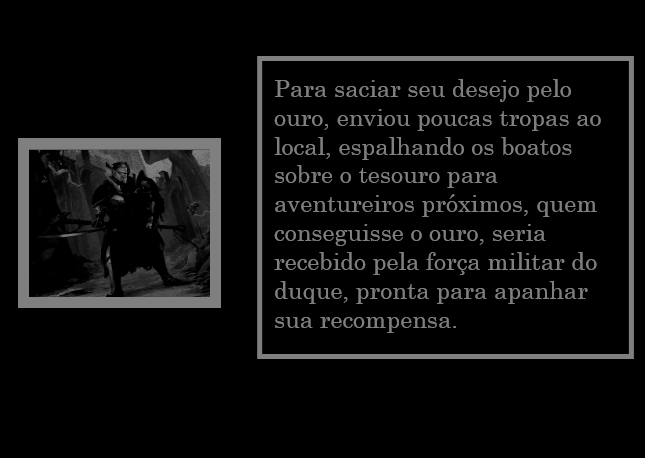 Para saciar seu desejo pelo
ouro, enviou poucas tropas ao
local, espalhando os boatos
sobre o tesouro para
aventureiros próximos, quem
conseguisse o ouro, seria
recebido pela força militar do
duque, pronta para apanhar
sua recompensa.